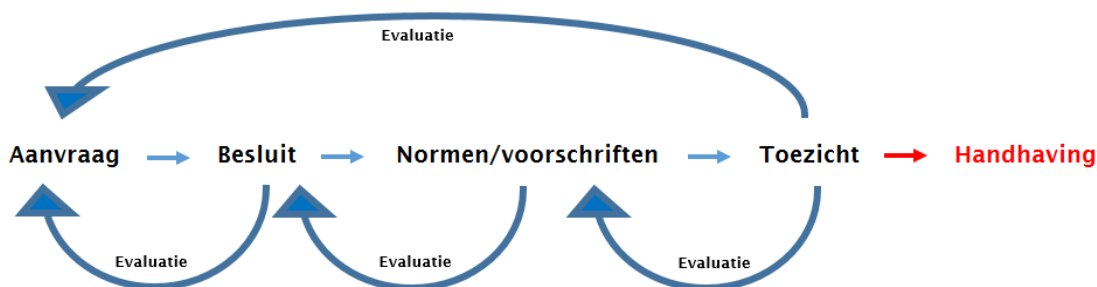 Evaluatie
Aanvraag Besluit Normen/voorschriften Toezicht Handhaving
Evaluatie Evaluatie Evaluatie